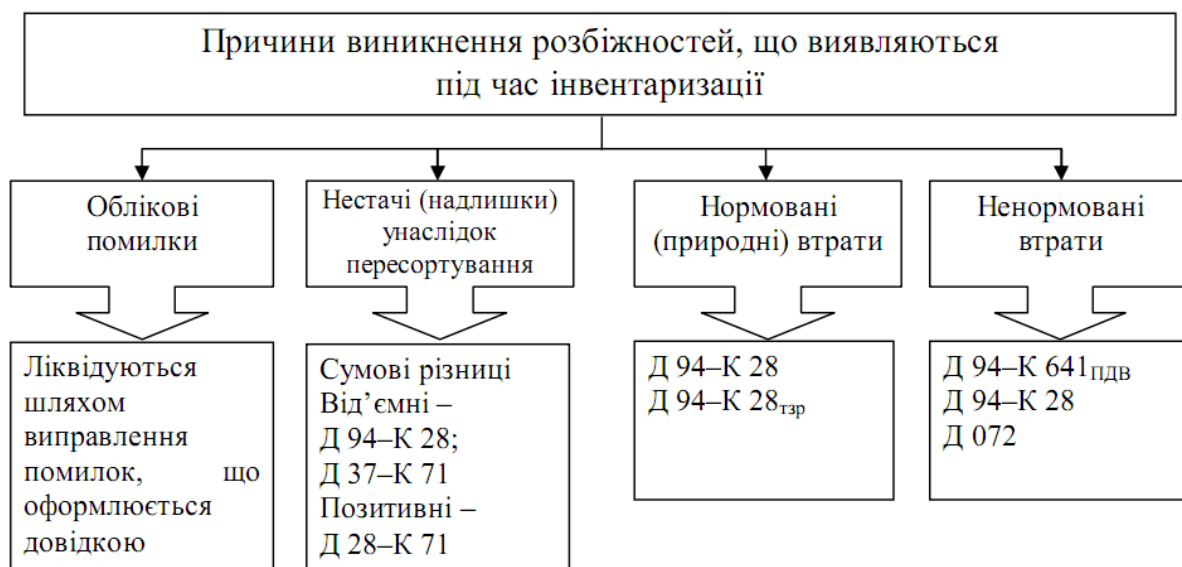 Причини виникнення розбіжностей, що виявляються
під час інвентаризації
Облікові
помилки
Нестачі (надлишки)
унаслідок
пересортування
Нормовані
(природні) втрати
Ненормовані
втрати
Ліквідуються
шляхом
виправлення
помилок, що
оформлюється
довідкою
Сумові різниці
Від’ємні –
Д 94–К 28;
Д 37–К 71
Позитивні –
Д 28–К 71
Д 94–К 28
Д 94–К 28тзр
Д 94–К 641ПДВ
Д 94–К 28
Д 072